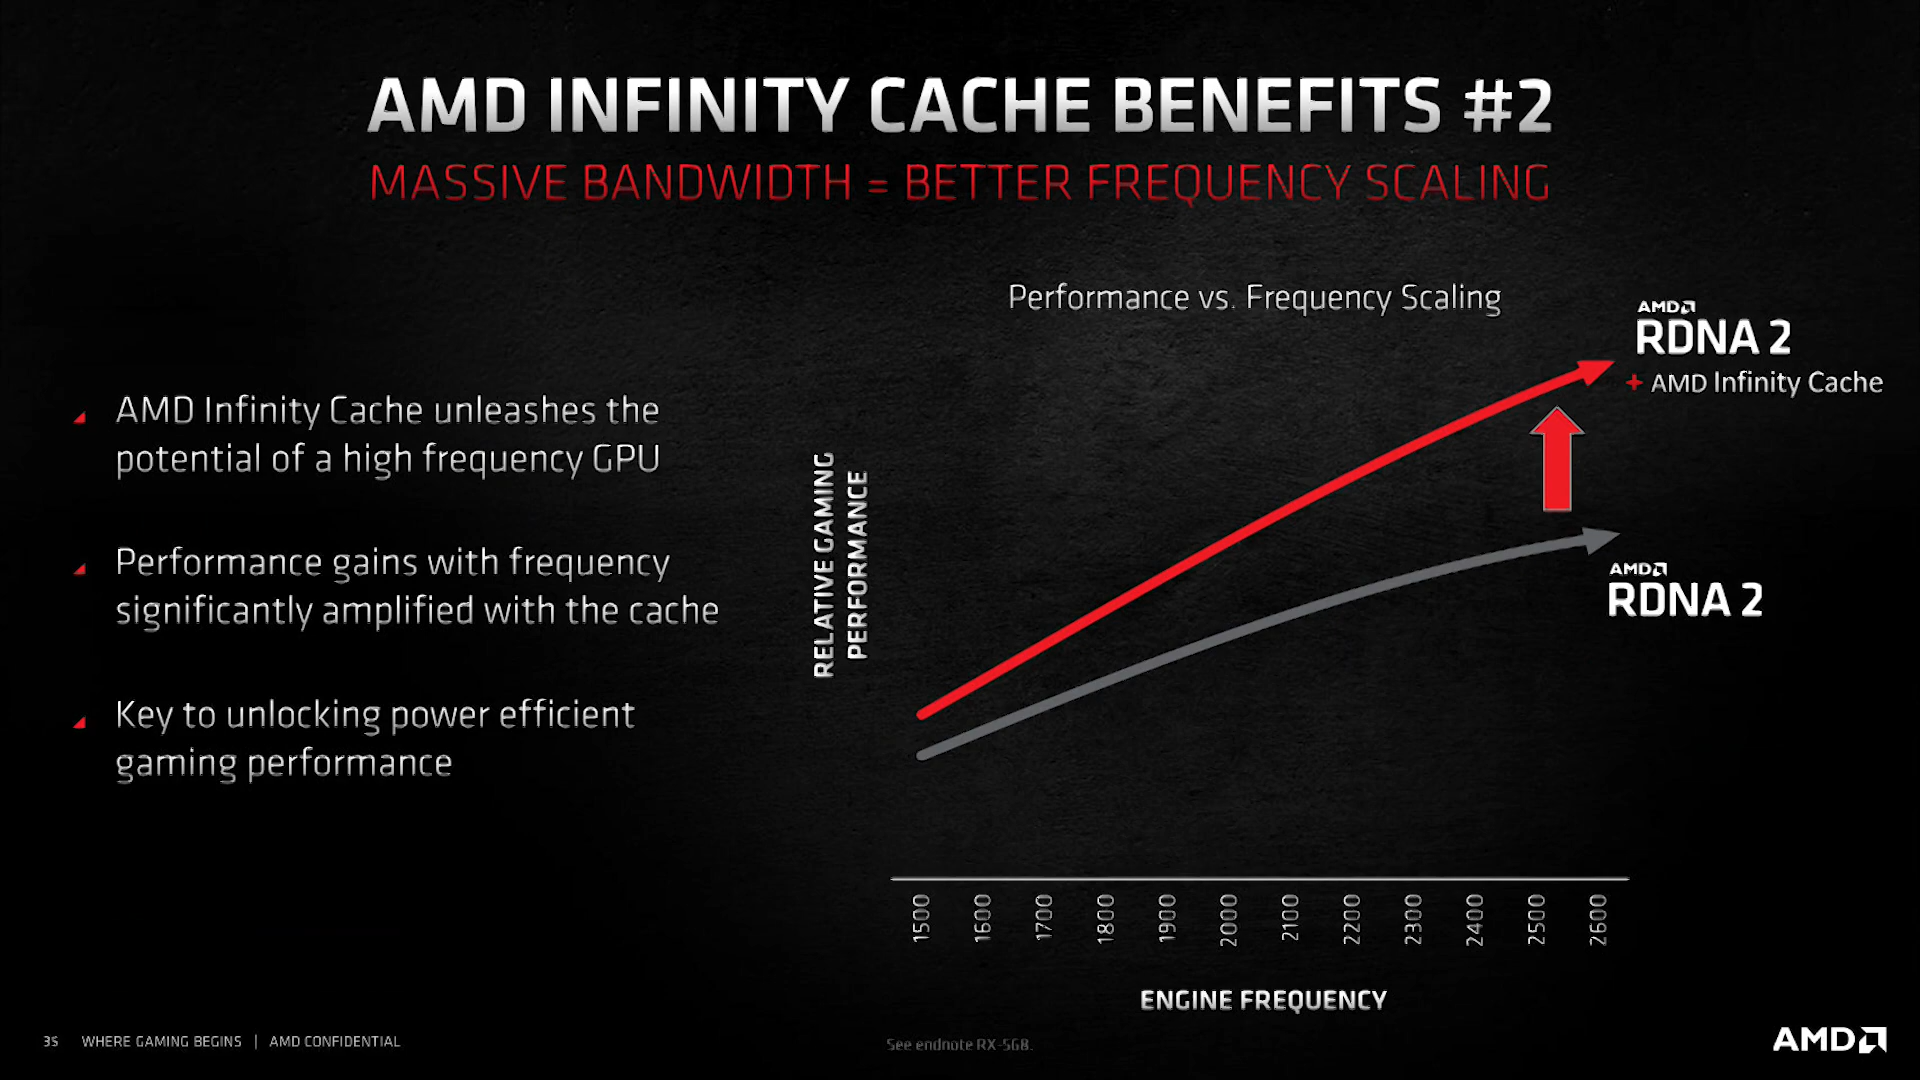 AMD INFINITY CACHE BENEFITS #2
MASSIVE BANDWIDTH = BETTER FREQUENCY SCALING
AMD Infinity Cache unleashes the
potential of a high frequency GPU
Performance gains with frequency
significantly amplified with the cache
Key to unlocking power efficient
gaming performance
Performance vs. Frequency Scaling
AMD
RDNA 2
+ AMD Infinity Cache
AMD
RDNA 2
RELATIVE GAMING
PERFORMANCE
1500 1600 1700 1800 1900 2000 2100 2200 2300 2400 2500 2600
ENGINE FREQUENCY
35 WHERE GAMING BEGINS | AMD CONFIDENTIAL
See endnote RX-568.
AMD